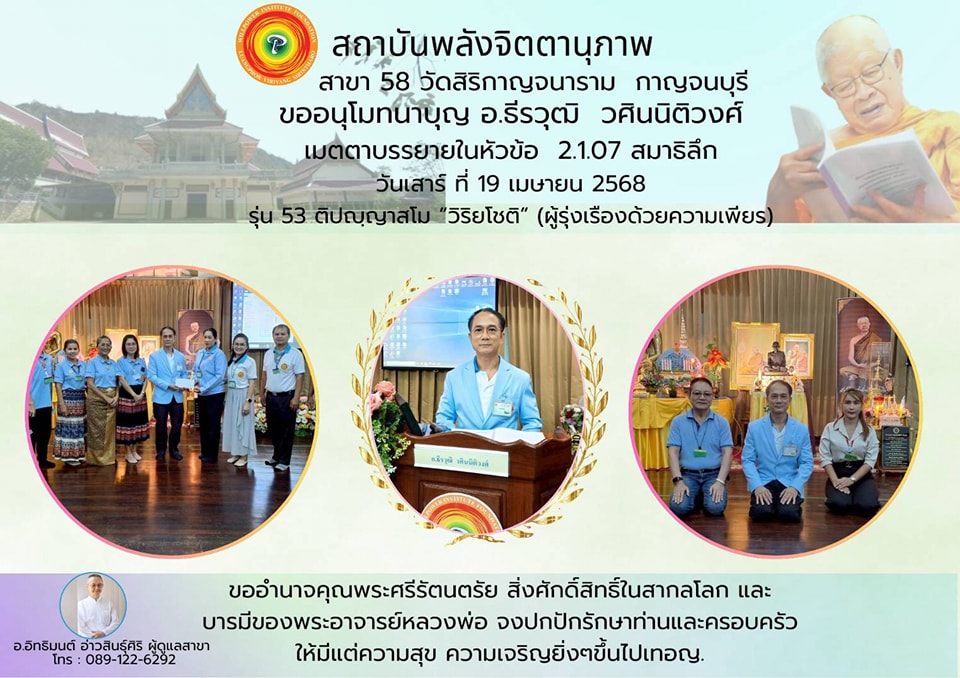 WILLPOWER INSTITUTE FOUNDATION
LUANGPHOR VIRIYANG SIRINTHARO
สถาบันพลังจิตตานุภาพ
สาขา 58 วัดสิริกาญจนาราม กาญจนบุรี
ขออนุโมทนาบุญ อ.ธีรวุฒิ วศินนิติวงศ์
เมตตาบรรยายในหัวข้อ 2.1.07 สมาธิลึก
วันเสาร์ ที่ 19 เมษายน 2568
รุ่น 53 ติปญฺญาสโม “วิริยโชติ” (ผู้รุ่งเรืองด้วยความเพียร)
อ.ธีรวุฒิ วศินนิติวงศ์
ขออำนาจคุณพระศรีรัตนตรัย สิ่งศักดิ์สิทธิ์ในสากลโลก และ
บารมีของพระอาจารย์หลวงพ่อ จงปกปักรักษาท่านและครอบครัว
ให้มีแต่ความสุข ความเจริญยิ่งๆขึ้นไปเทอญ.
อ.อิทธิมนต์ อ่าวสินธุ์ศิริ ผู้ดูแลสาขา
โทร : 089-122-6292